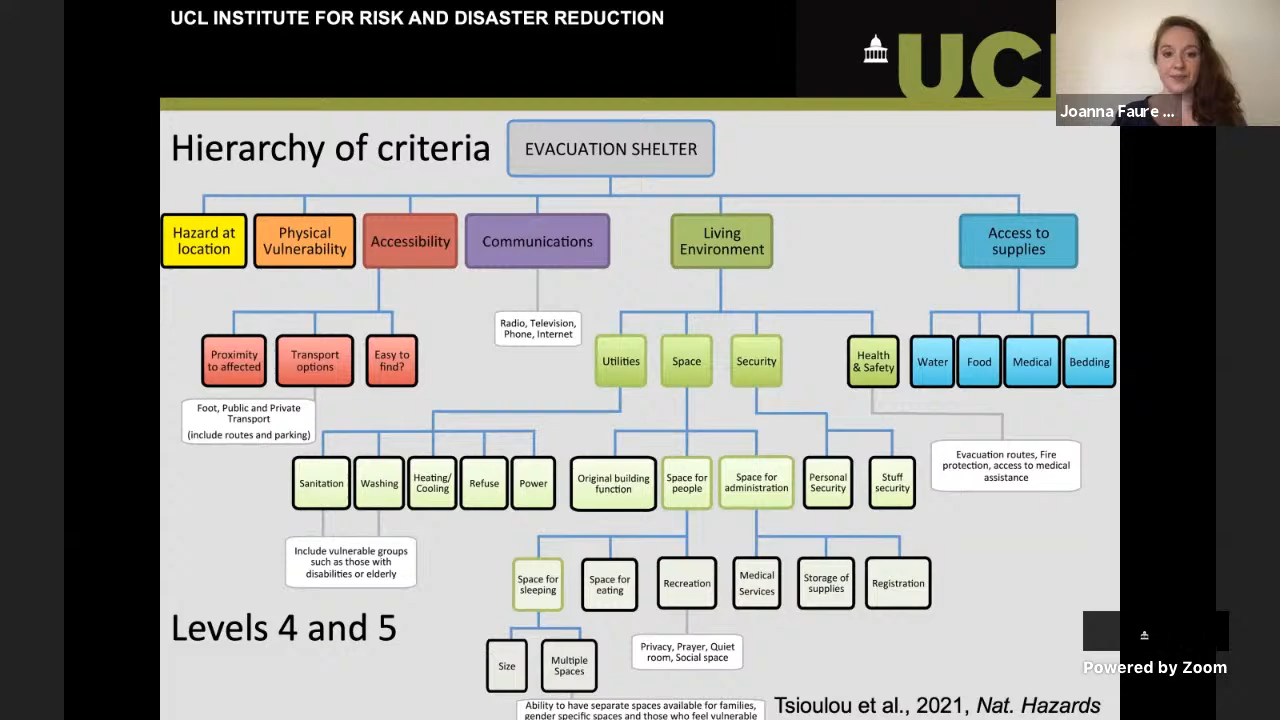 UCL INSTITUTE FOR RISK AND DISASTER REDUCTION
UC
Joanna Faure ...
Hierarchy of criteria
EVACUATION SHELTER
Hazard at
location
Physical
Vulnerability
Accessibility
Communications
Living
Environment
Access to
supplies
Radio, Television,
Phone, Internet
Proximity
to affected
Transport
options
Easy to
find?
Utilities
Space
Security
Health
& Safety
Water
Food
Medical
Bedding
Foot, Public and Private
Transport
(include routes and parking)
Evacuation routes, Fire
protection, access to medical
assistance
Sanitation
Washing
Heating/
Cooling
Refuse
Power
Original building
function
Space for
people
Space for
administration
Personal
Security
Stuff
security
Include vulnerable groups
such as those with
disabilities or elderly
Space for
sleeping
Space for
eating
Recreation
Medical
Services
Storage of
supplies
Registration
Levels 4 and 5
Size
Multiple
Spaces
Privacy, Prayer, Quiet
room, Social space
Powered by Zoom
Ability to have separate spaces available for families,
gender specific spaces and those who feel vulnerable
Tsioulou et al., 2021, Nat. Hazards